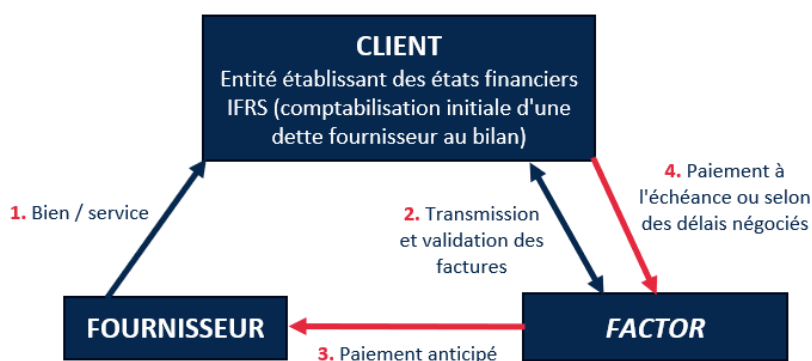 CLIENT
Entité établissant des états financiers
IFRS (comptabilisation initiale d'une
dette fournisseur au bilan)
1. Bien / service
2. Transmission
et validation des
factures
4. Paiement à
l'échéance ou selon
des délais négociés
FOURNISSEUR
3. Paiement anticipé
FACTOR